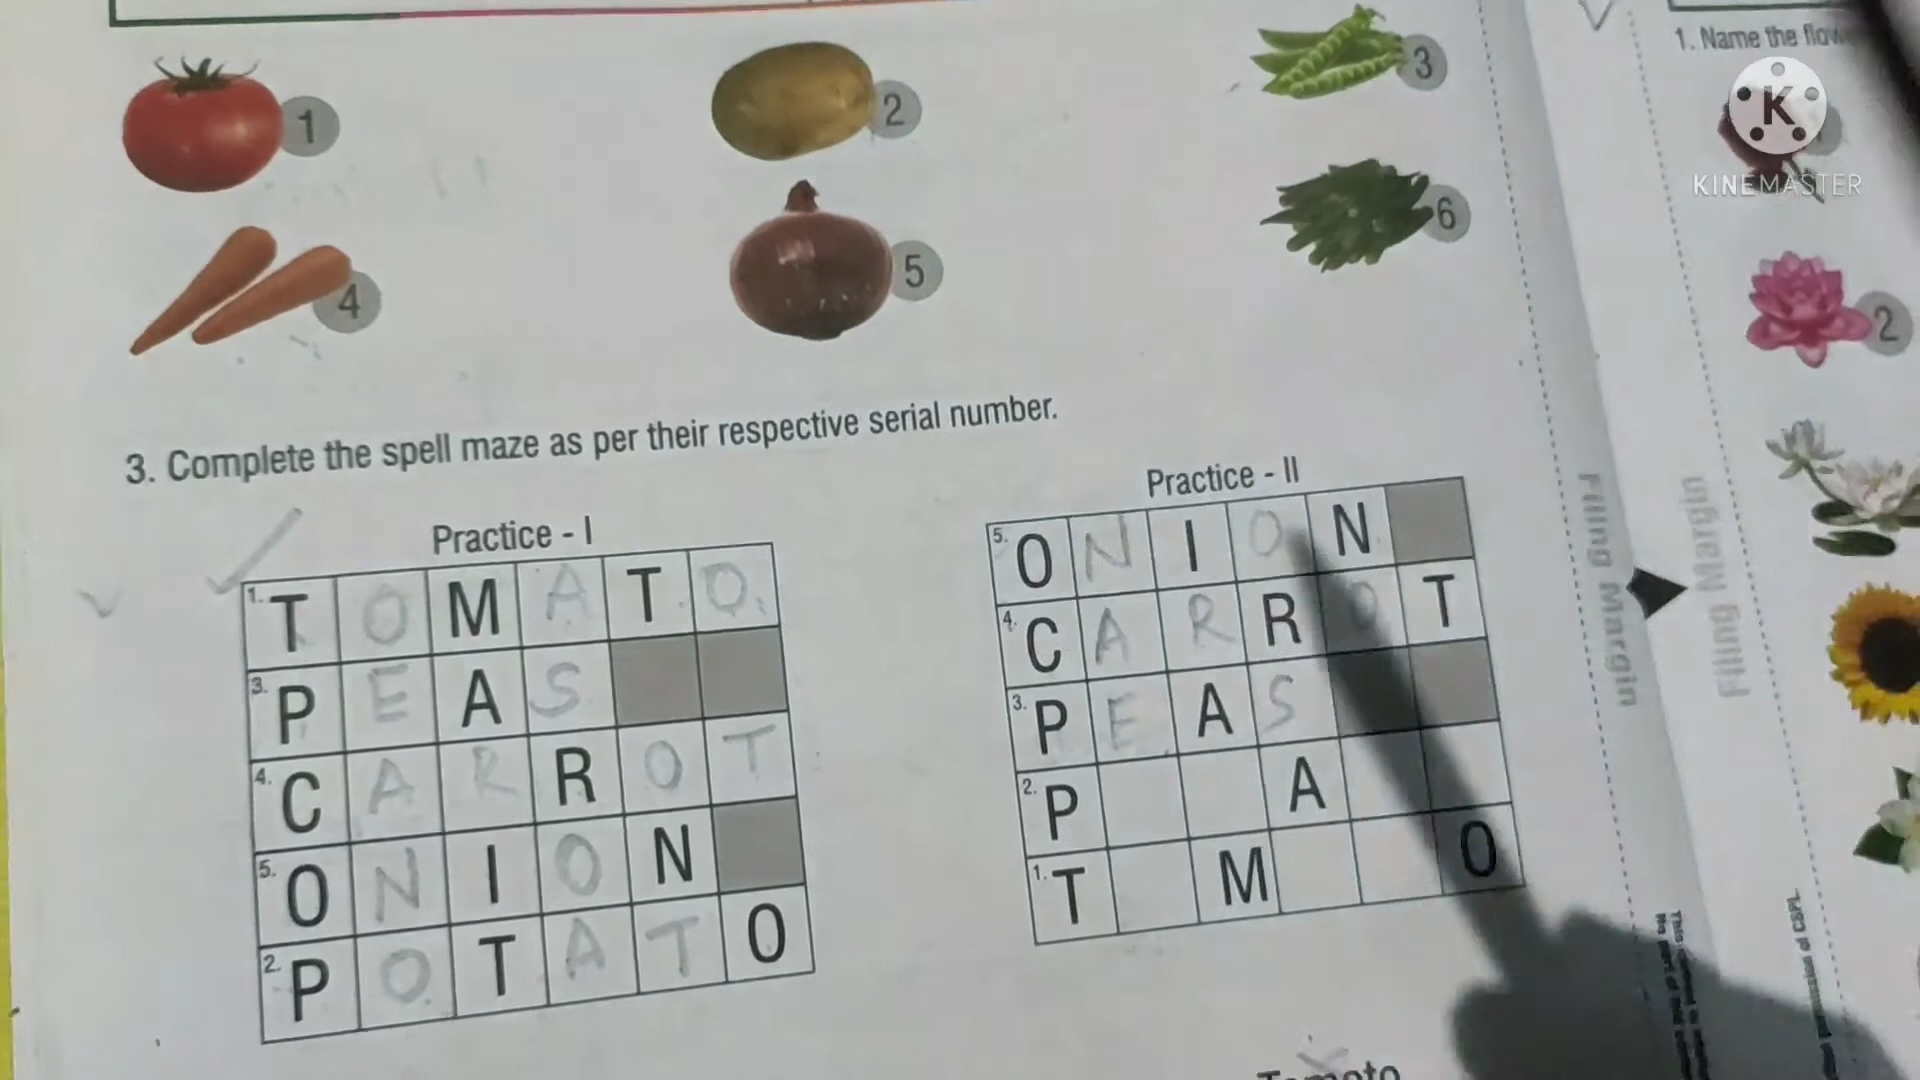 1
2
3
4
5
6
1. Name the flow
KINEMASTER
2
3. Complete the spell maze as per their respective serial number.
Practice - I
1. T O M A T O
3. P E A S
4. C A R R O T
5. O N I O N
2. P O T A T O
Practice - II
5. O N I O N
4. C A R R O T
3. P E A S
2. P A
1. T M O
Filing Margin
Filing Margin
Tomato